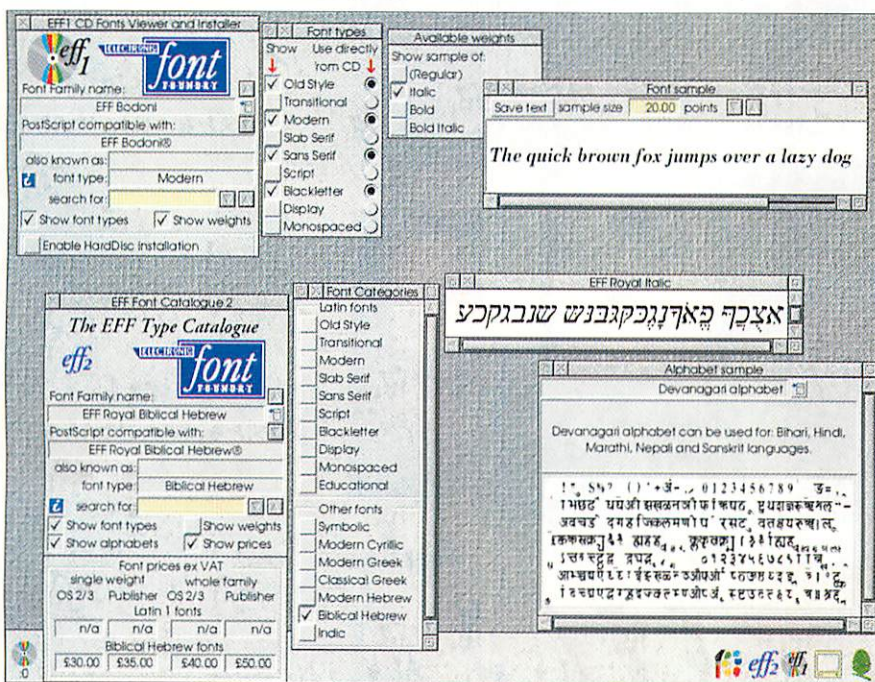 EFF1 CD Fonts Viewer and Installer
eff1
ELECTRONIC
font
FOUNDRY
Font Family name:
EFF Bodoni
PostScript compatible with:
EFF Bodoni®
also known as:
font type:
Modern
search for:
Show font types
Show weights
Enable HardDisc Installation
Font types
Show
Use directly
from CD
Old Style
Transitional
Modern
Slab Serif
Sans Serif
Script
Blackletter
Display
Monospaced
Available weights
Show sample of:
(Regular)
Italic
Bold
Bold Italic
Font sample
Save text
sample size
20.00
points
The quick brown fox jumps over a lazy dog
EFF Font Catalogue 2
The EFF Type Catalogue
eff2
ELECTRONIC
font
FOUNDRY
Font Family name:
EFF Royal Biblical Hebrew
PostScript compatible with:
EFF Royal Biblical Hebrew®
also known as:
font type:
Biblical Hebrew
search for:
Show font types
Show weights
Show alphabets
Show prices
Font prices ex VAT
single weight
whole family
OS2/3 Publisher OS2/3 Publisher
Latin 1 fonts
n/a n/a n/a n/a
Biblical Hebrew fonts
£30.00 £35.00 £40.00 £50.00
Font Categories
Latin fonts
Old Style
Transitional
Modern
Slab Serif
Sans Serif
Script
Blackletter
Display
Monospaced
Educational
Other fonts
Symbolic
Modern Cyrillic
Modern Greek
Classical Greek
Modern Hebrew
Biblical Hebrew
Indic
EFF Royal Italic
שנבגקכע
Alphabet sample
Devanagari alphabet
Devanagari alphabet can be used for: Bihari, Hindi,
Marathi, Nepali and Sanskrit languages.
0123456789
:0
eff2
eff1